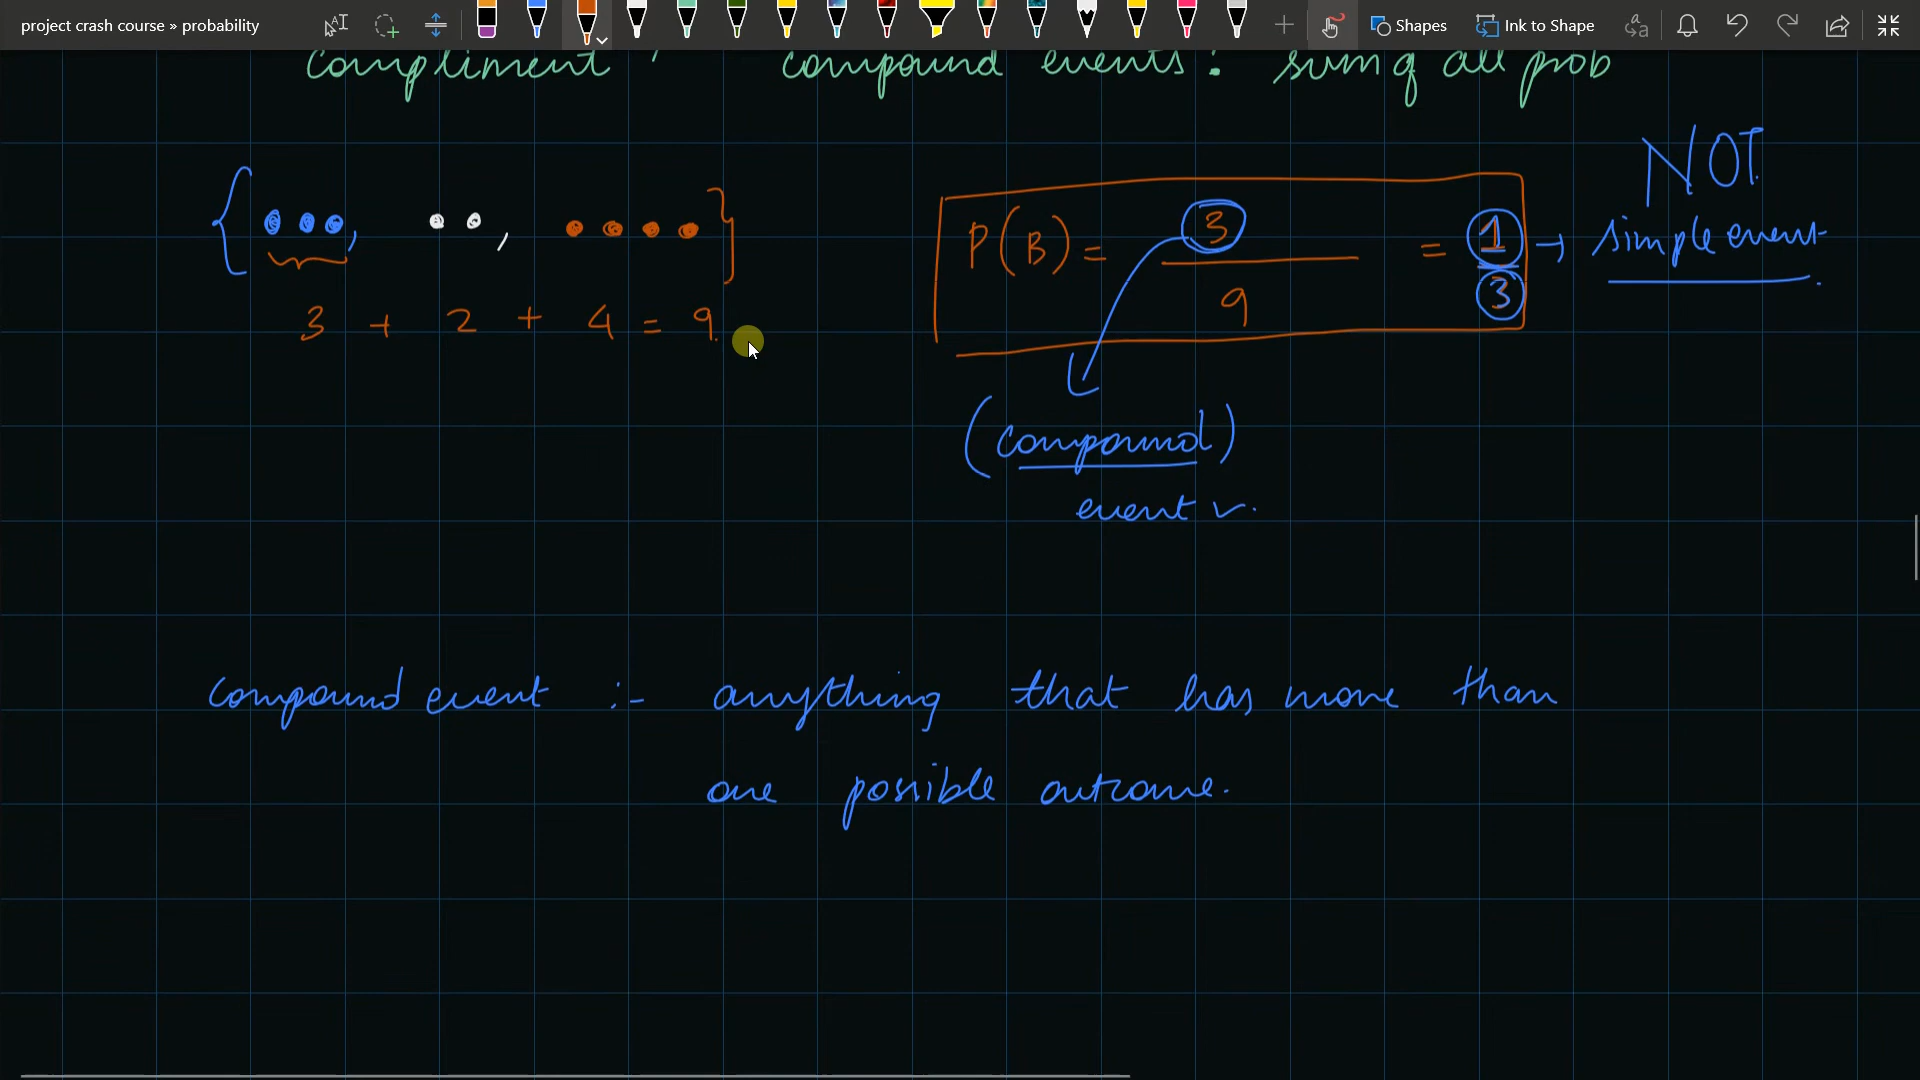 project crash course » probability
Shapes
Ink to Shape
compliment compound events: sum of all prob
3 + 2 + 4 = 9.
P(B) = 3/9 = 1/3 → simple event
NOT
(compound)
event
compound event :- anything that has more than
one possible outcome.